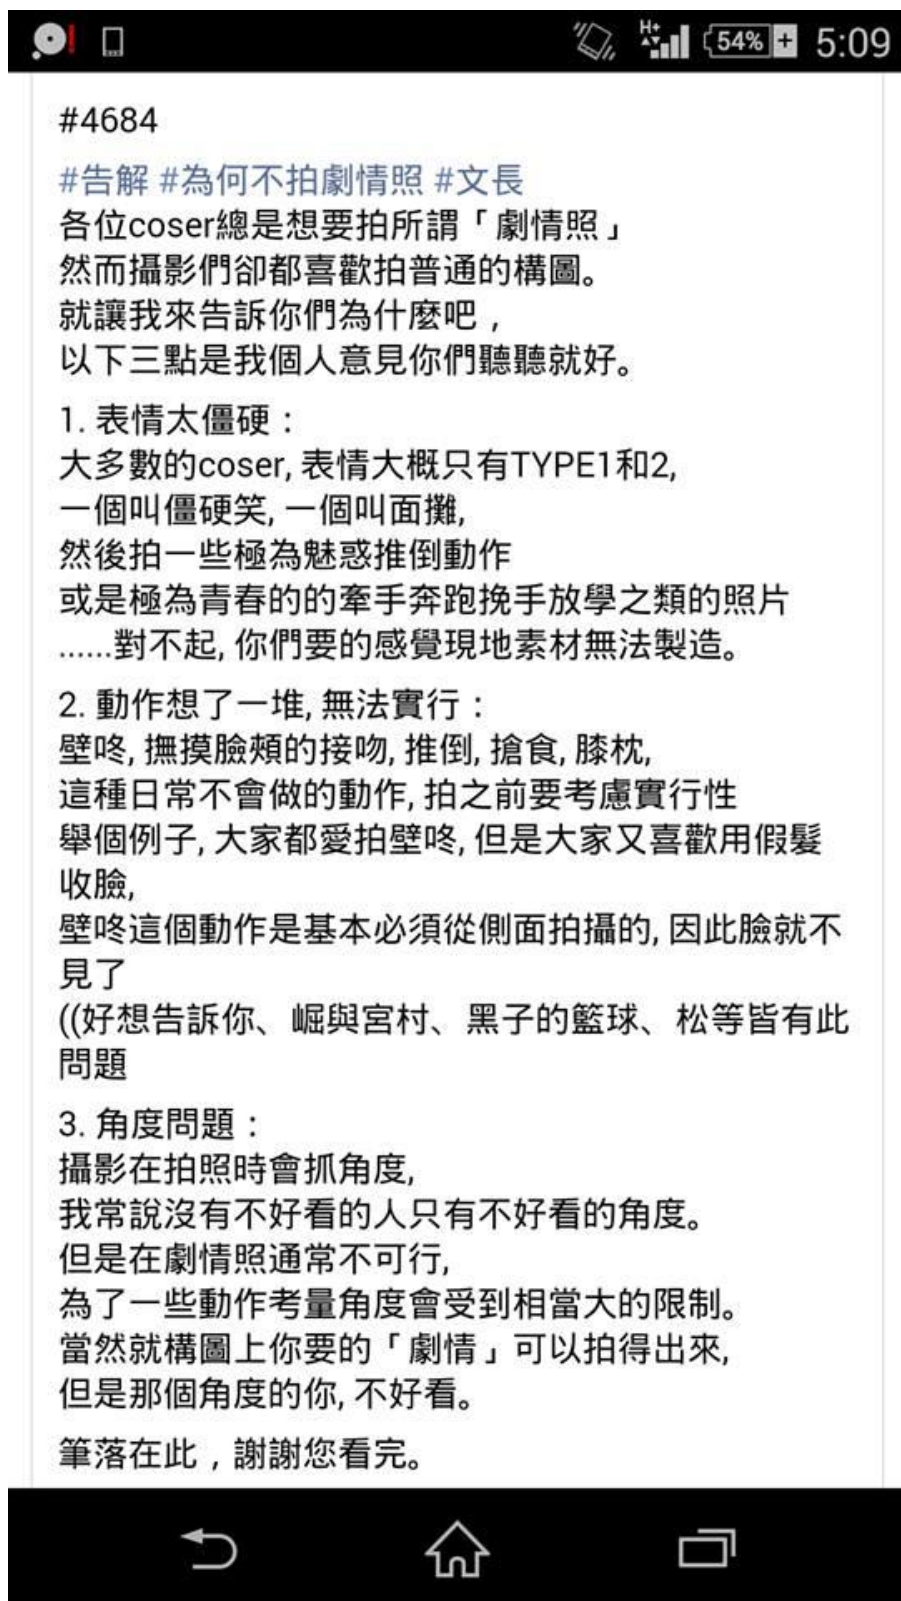 H+
54%
5:09
#4684
#告解 #為何不拍劇情照 #文長
各位coser總是想要拍所謂「劇情照」
然而攝影們卻都喜歡拍普通的構圖。
就讓我來告訴你們為什麼吧，
以下三點是我個人意見你們聽聽就好。
1. 表情太僵硬：
大多數的coser, 表情大概只有TYPE1和2,
一個叫僵硬笑, 一個叫面攤,
然後拍一些極為魅惑推倒動作
或是極為青春的的牽手奔跑挽手放學之類的照片
......對不起, 你們要的感覺現地素材無法製造。
2. 動作想了一堆, 無法實行：
壁咚, 撫摸臉頰的接吻, 推倒, 搶食, 膝枕,
這種日常不會做的動作, 拍之前要考慮實行性
舉個例子, 大家都愛拍壁咚, 但是大家又喜歡用假髮
收臉,
壁咚這個動作是基本必須從側面拍攝的, 因此臉就不
見了
((好想告訴你、崛與宮村、黑子的籃球、松等皆有此
問題
3. 角度問題：
攝影在拍照時會抓角度,
我常說沒有不好看的人只有不好看的角度。
但是在劇情照通常不可行,
為了一些動作考量角度會受到相當大的限制。
當然就構圖上你要的「劇情」可以拍得出來,
但是那個角度的你, 不好看。
筆落在此，謝謝您看完。